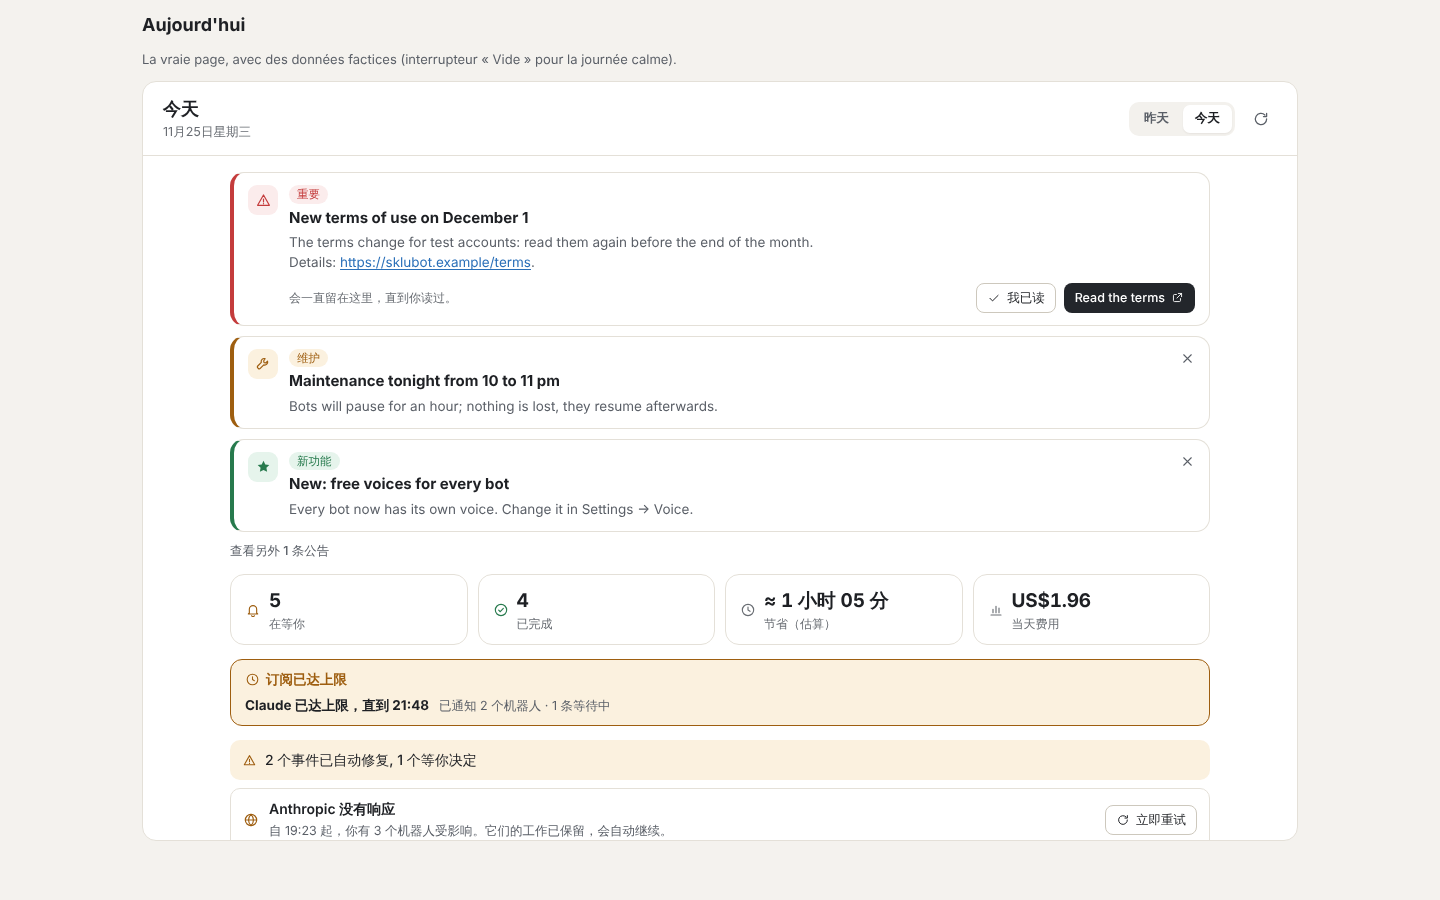 Aujourd'hui
La vraie page, avec des données factices (interrupteur « Vide » pour la journée calme).
今天
11月25日星期三
昨天
今天
重要
New terms of use on December 1
The terms change for test accounts: read them again before the end of the month.
Details: https://sklubot.example/terms.
会一直留在这里，直到你读过。
我已读
Read the terms
维护
Maintenance tonight from 10 to 11 pm
Bots will pause for an hour; nothing is lost, they resume afterwards.
新功能
New: free voices for every bot
Every bot now has its own voice. Change it in Settings → Voice.
查看另外 1 条公告
5
在等你
4
已完成
≈ 1 小时 05 分
节省（估算）
US$1.96
当天费用
订阅已达上限
Claude 已达上限，直到 21:48 已通知 2 个机器人 · 1 条等待中
2 个事件已自动修复, 1 个等你决定
Anthropic 没有响应
自 19:23 起，你有 3 个机器人受影响。它们的工作已保留，会自动继续。
立即重试